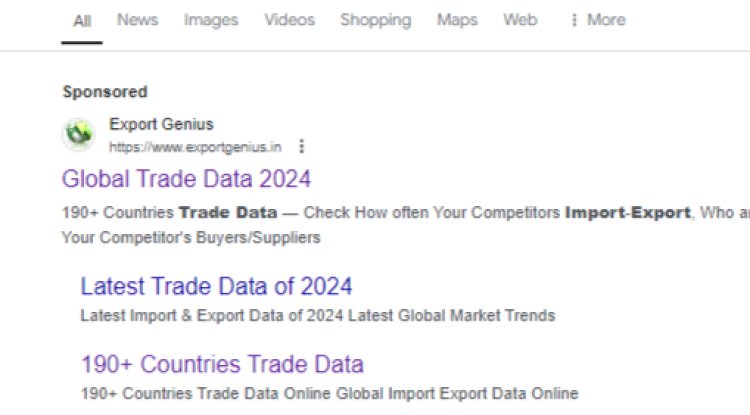 All News Images Videos Shopping Maps Web More
Sponsored
Export Genius
https://www.exportgenius.in
Global Trade Data 2024
190+ Countries Trade Data — Check How often Your Competitors Import-Export, Who
Your Competitor's Buyers/Suppliers
Latest Trade Data of 2024
Latest Import & Export Data of 2024 Latest Global Market Trends
190+ Countries Trade Data
190+ Countries Trade Data Online Global Import Export Data Online